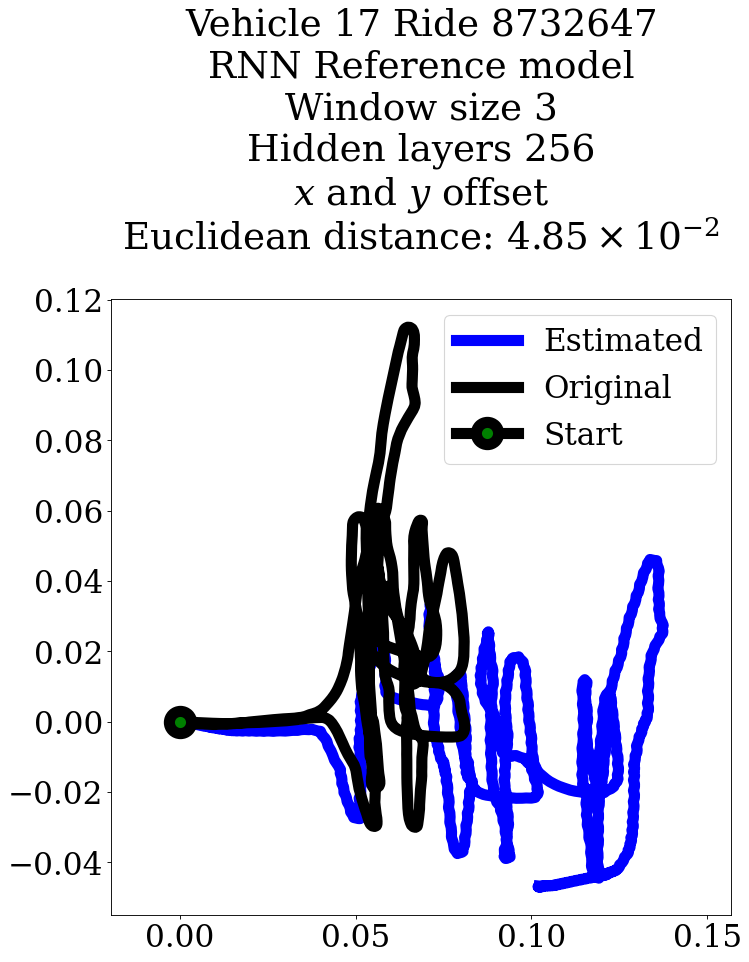 Vehicle 17 Ride 8732647
RNN Reference model
Window size 3
Hidden layers 256
x and y offset
Euclidean distance: 4.85 × 10⁻²
0.12
0.10
0.08
0.06
0.04
0.02
0.00
−0.02
−0.04
Estimated
Original
Start
0.00 0.05 0.10 0.15